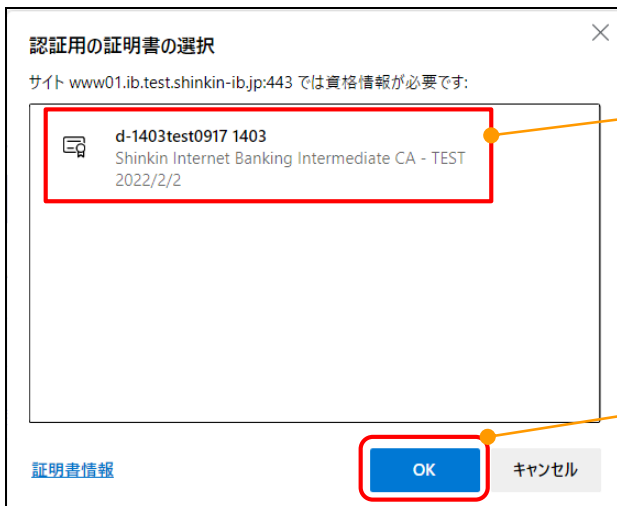 認証用の証明書の選択
サイト www01.ib.test.shinkin-ib.jp:443 では資格情報が必要です:
d-1403test0917 1403
Shinkin Internet Banking Intermediate CA - TEST
2022/2/2
証明書情報
OK
キャンセル